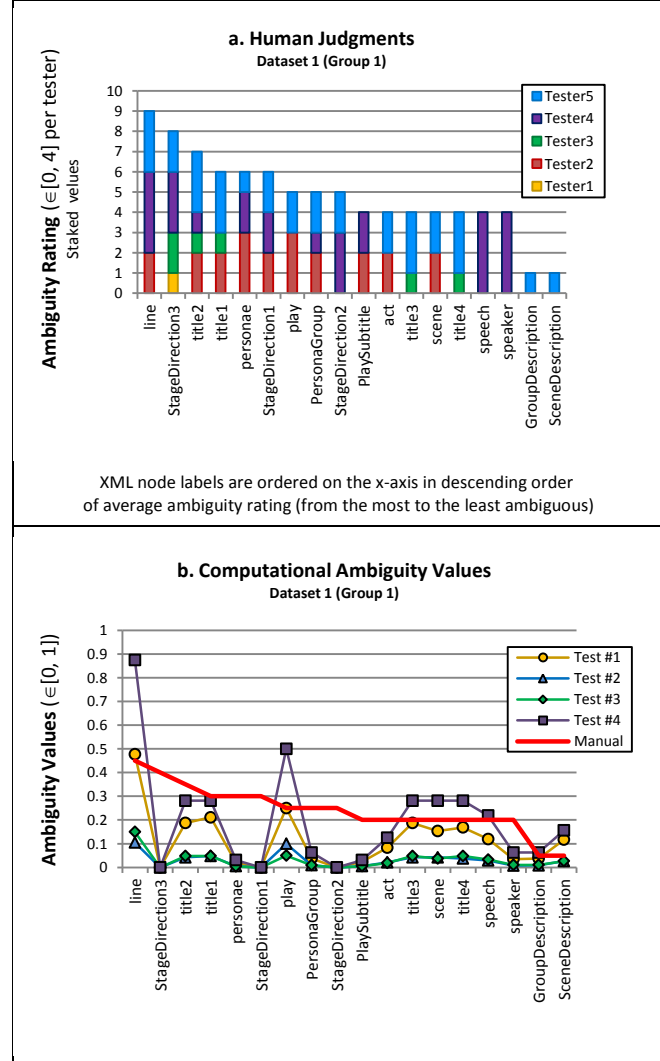 a. Human Judgments
Dataset 1 (Group 1)
Ambiguity Rating (∈[0, 4] per tester)
Staked values
10
9
8
7
6
5
4
3
2
1
0
Tester5
Tester4
Tester3
Tester2
Tester1
line
StageDirection3
title2
title1
personae
StageDirection1
play
PersonaGroup
StageDirection2
PlaySubtitle
act
title3
scene
title4
speech
speaker
GroupDescription
SceneDescription
XML node labels are ordered on the x-axis in descending order
of average ambiguity rating (from the most to the least ambiguous)
b. Computational Ambiguity Values
Dataset 1 (Group 1)
Ambiguity Values (∈[0, 1])
1
0.9
0.8
0.7
0.6
0.5
0.4
0.3
0.2
0.1
0
Test #1
Test #2
Test #3
Test #4
Manual
line
StageDirection3
title2
title1
personae
StageDirection1
play
PersonaGroup
StageDirection2
PlaySubtitle
act
title3
scene
title4
speech
speaker
GroupDescription
SceneDescription